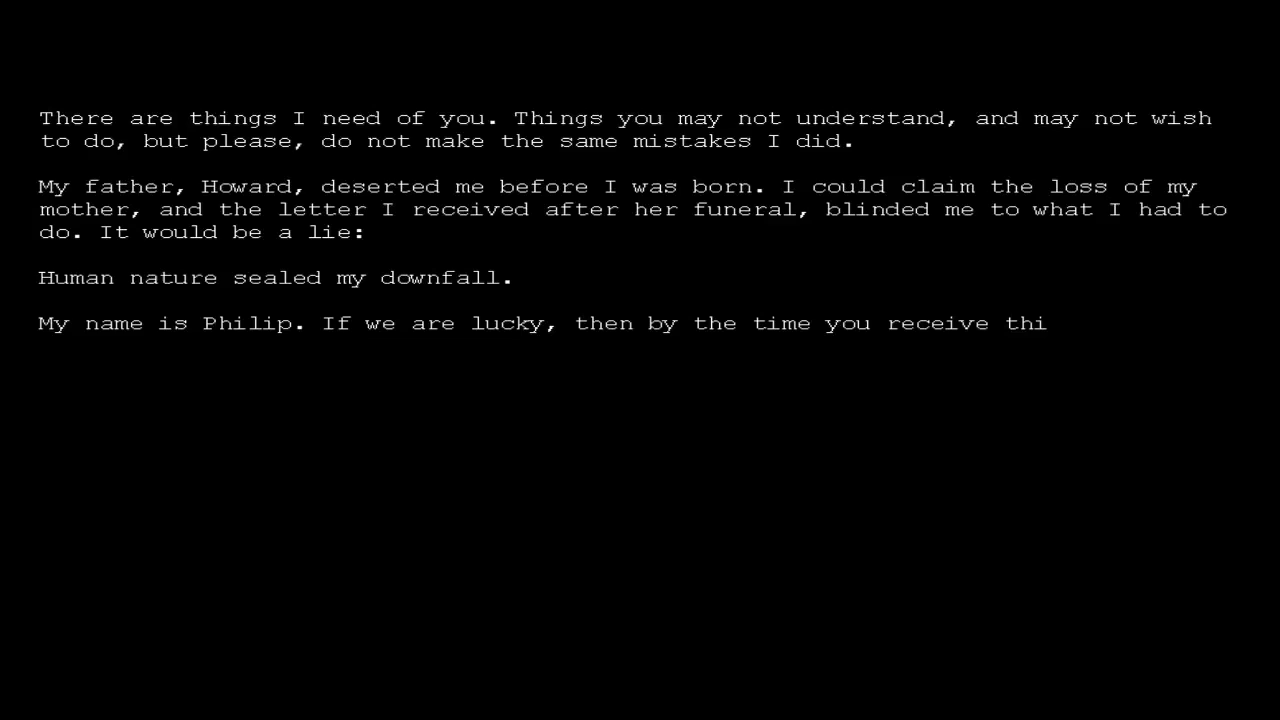 There are things I need of you. Things you may not understand, and may not wish
to do, but please, do not make the same mistakes I did.
My father, Howard, deserted me before I was born. I could claim the loss of my
mother, and the letter I received after her funeral, blinded me to what I had to
do. It would be a lie:
Human nature sealed my downfall.
My name is Philip. If we are lucky, then by the time you receive thi